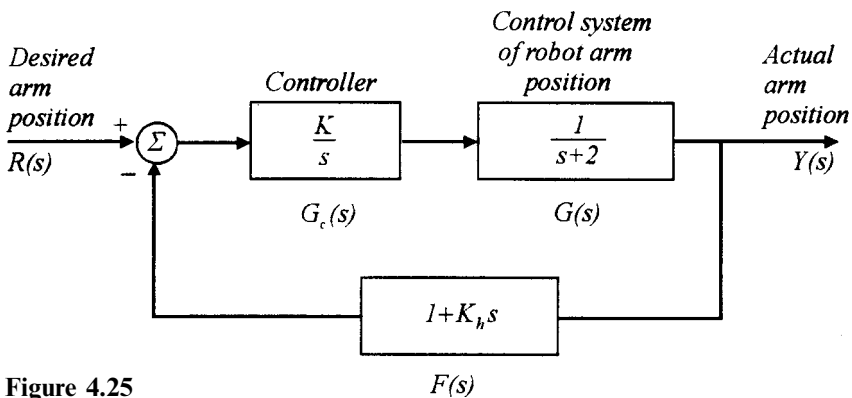 Desired
arm
position
R(s)
+
−
Σ
Controller
K
s
G_c(s)
Control system
of robot arm
position
1
s+2
G(s)
Actual
arm
position
Y(s)
1+K_h s
F(s)
Figure 4.25